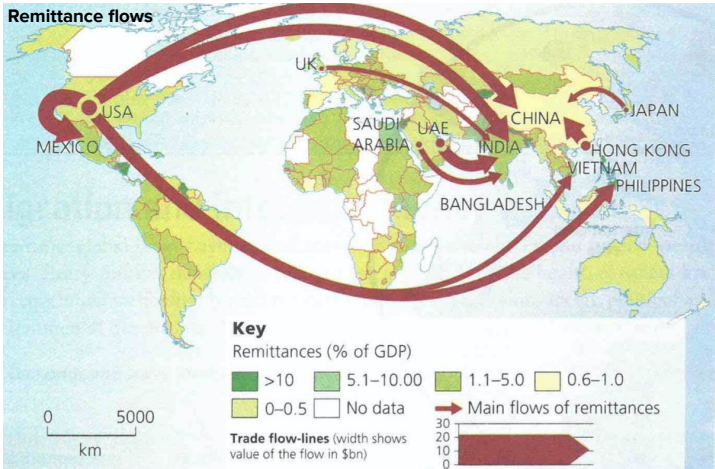 Remittance flows
UK
USA
MEXICO
SAUDI
ARABIA
UAE
INDIA
CHINA
JAPAN
HONG KONG
VIETNAM
PHILIPPINES
BANGLADESH
Key
Remittances (% of GDP)
>10 5.1–10.00 1.1–5.0 0.6–1.0
0–0.5 No data Main flows of remittances
Trade flow-lines (width shows
value of the flow in $bn)
30
20
10
0
0 5000
km